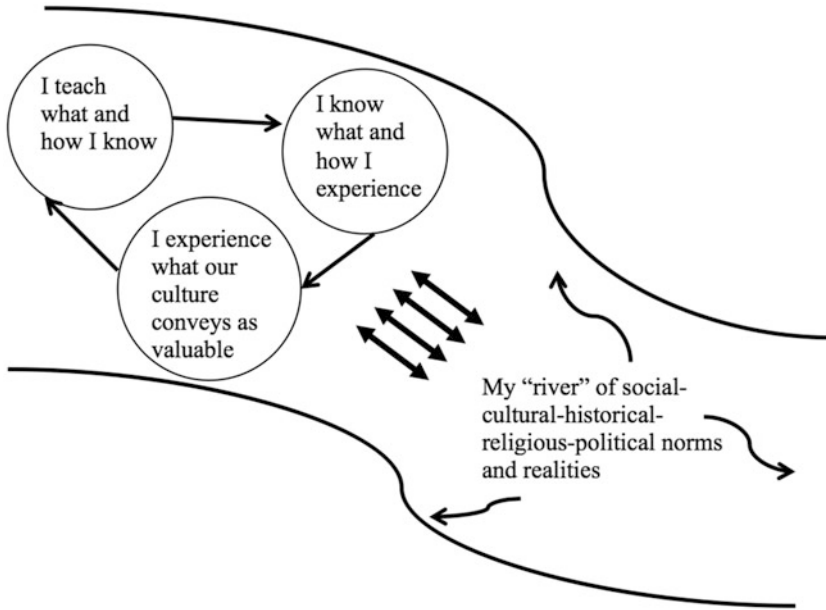 I teach
what and
how I know
I know
what and
how I
experience
I experience
what our
culture
conveys as
valuable
My “river” of social-
cultural-historical-
religious-political norms
and realities